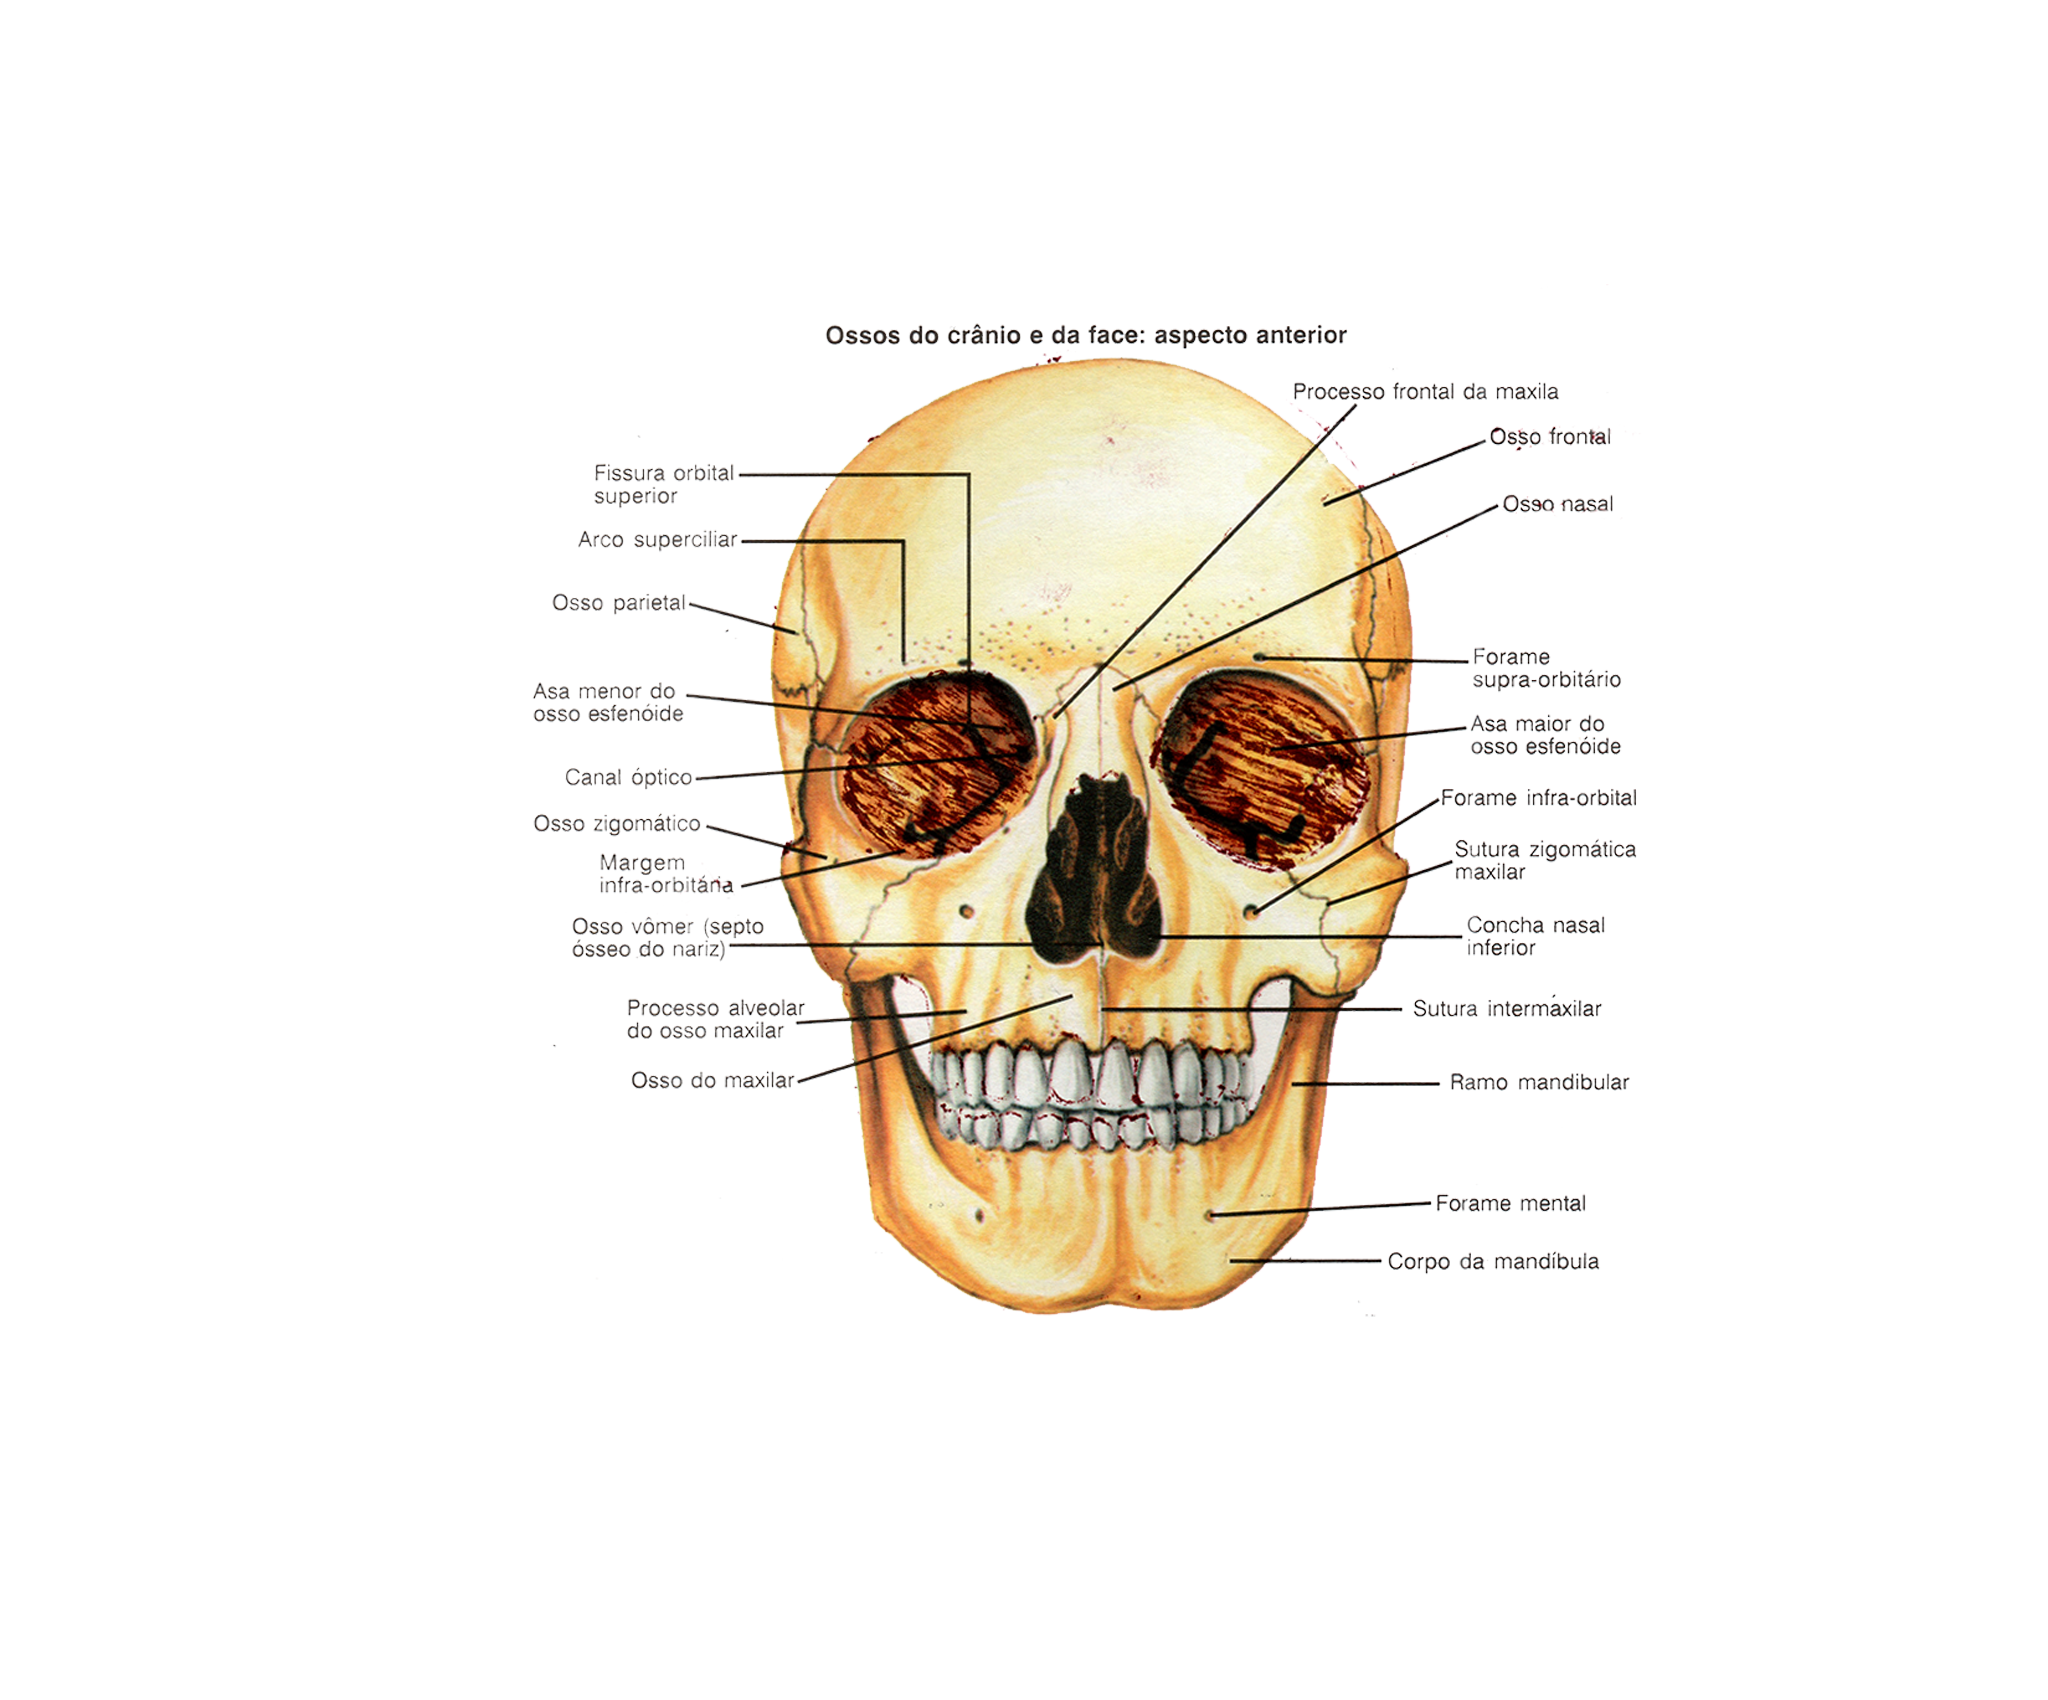 Ossos do crânio e da face: aspecto anterior
Processo frontal da maxila
Osso frontal
Osso nasal
Forame
supra-orbitário
Asa maior do
osso esfenóide
Forame infra-orbital
Sutura zigomática
maxilar
Concha nasal
inferior
Sutura intermáxilar
Ramo mandibular
Forame mental
Corpo da mandíbula
Fissura orbital
superior
Arco superciliar
Osso parietal
Asa menor do
osso esfenóide
Canal óptico
Osso zigomático
Margem
infra-orbitária
Osso vômer (septo
ósseo do nariz)
Processo alveolar
do osso maxilar
Osso do maxilar